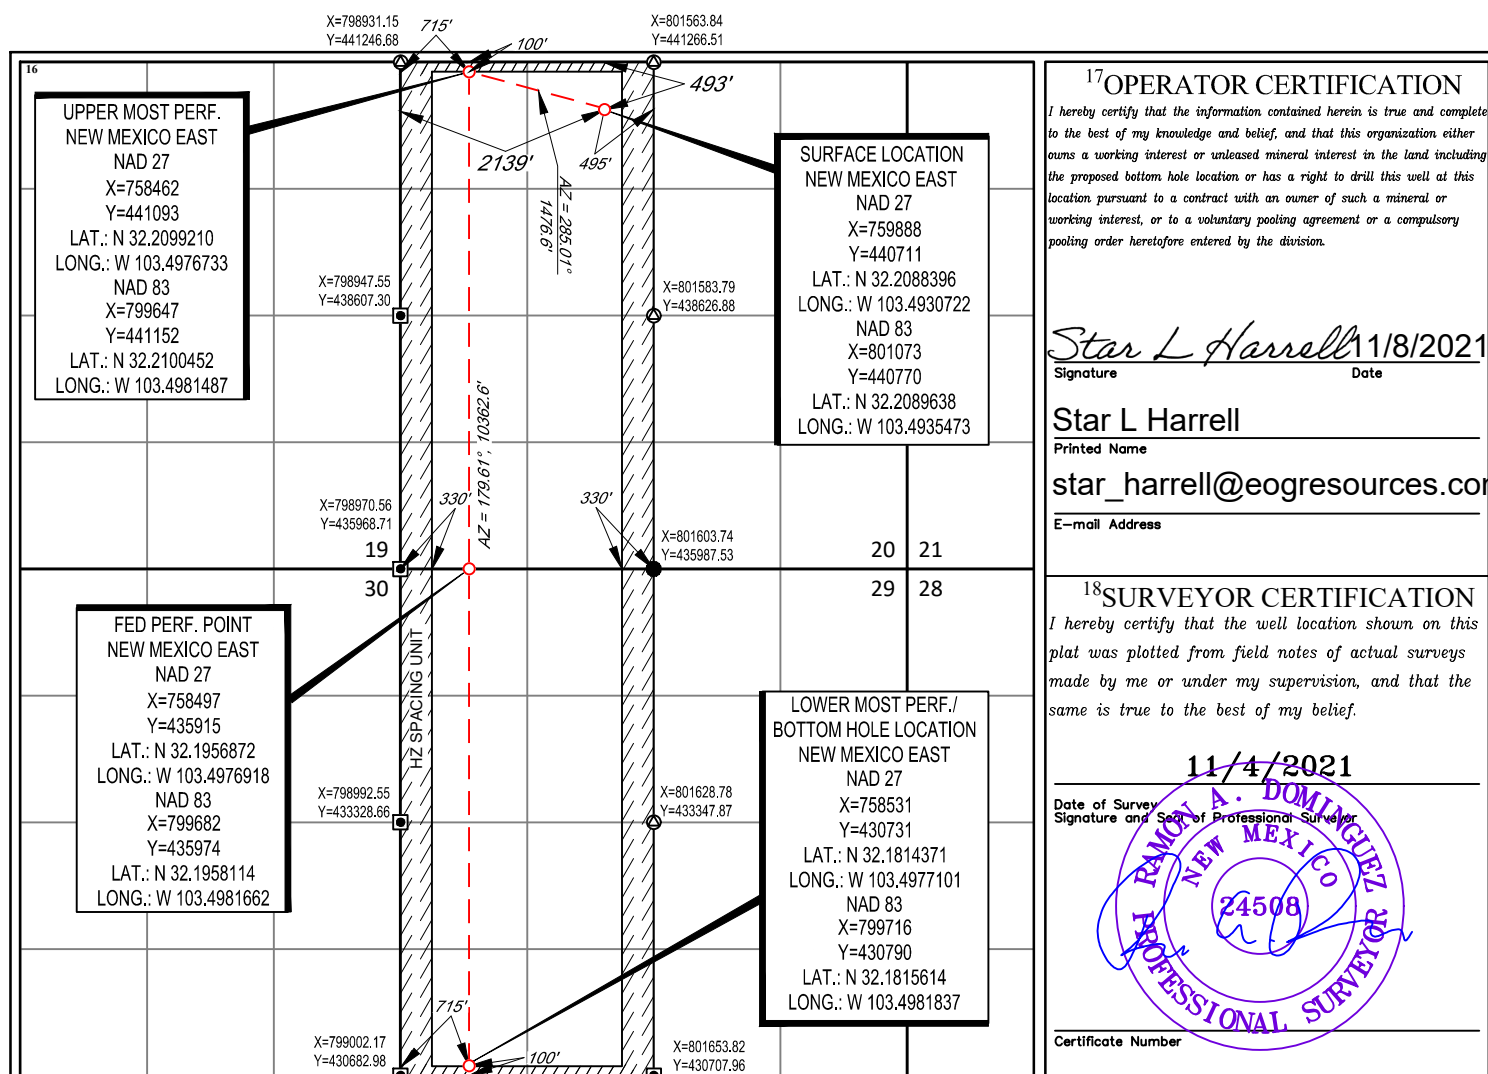 X=798931.15
Y=441246.68
715'
100'
X=801563.84
Y=441266.51
16
UPPER MOST PERF.
NEW MEXICO EAST
NAD 27
X=758462
Y=441093
LAT.: N 32.2099210
LONG.: W 103.4976733
NAD 83
X=799647
Y=441152
LAT.: N 32.2100452
LONG.: W 103.4981487
493'
2139'
495'
AZ = 285.01°
1476.6'
SURFACE LOCATION
NEW MEXICO EAST
NAD 27
X=759888
Y=440711
LAT.: N 32.2088396
LONG.: W 103.4930722
NAD 83
X=801073
Y=440770
LAT.: N 32.2089638
LONG.: W 103.4935473
X=798947.55
Y=438607.30
X=801583.79
Y=438626.88
AZ = 179.61°, 10362.6'
X=798970.56
Y=435968.71
330'
330'
X=801603.74
Y=435987.53
19
20
21
30
29
28
FED PERF. POINT
NEW MEXICO EAST
NAD 27
X=758497
Y=435915
LAT.: N 32.1956872
LONG.: W 103.4976918
NAD 83
X=799682
Y=435974
LAT.: N 32.1958114
LONG.: W 103.4981662
HZ SPACING UNIT
LOWER MOST PERF./
BOTTOM HOLE LOCATION
NEW MEXICO EAST
NAD 27
X=758531
Y=430731
LAT.: N 32.1814371
LONG.: W 103.4977101
NAD 83
X=799716
Y=430790
LAT.: N 32.1815614
LONG.: W 103.4981837
X=798992.55
Y=433328.66
X=801628.78
Y=433347.87
715'
100'
X=799002.17
Y=430682.98
X=801653.82
Y=430707.96
17OPERATOR CERTIFICATION
I hereby certify that the information contained herein is true and complete
to the best of my knowledge and belief, and that this organization either
owns a working interest or unleased mineral interest in the land including
the proposed bottom hole location or has a right to drill this well at this
location pursuant to a contract with an owner of such a mineral or
working interest, or to a voluntary pooling agreement or a compulsory
pooling order heretofore entered by the division.
Star L Harrell 11/8/2021
Signature Date
Star L Harrell
Printed Name
star_harrell@eogresources.com
E-mail Address
18SURVEYOR CERTIFICATION
I hereby certify that the well location shown on this
plat was plotted from field notes of actual surveys
made by me or under my supervision, and that the
same is true to the best of my belief.
11/4/2021
Date of Survey
Signature and Seal of Professional Surveyor
RAMON A. DOMINGUEZ
NEW MEXICO
24508
PROFESSIONAL SURVEYOR
Certificate Number